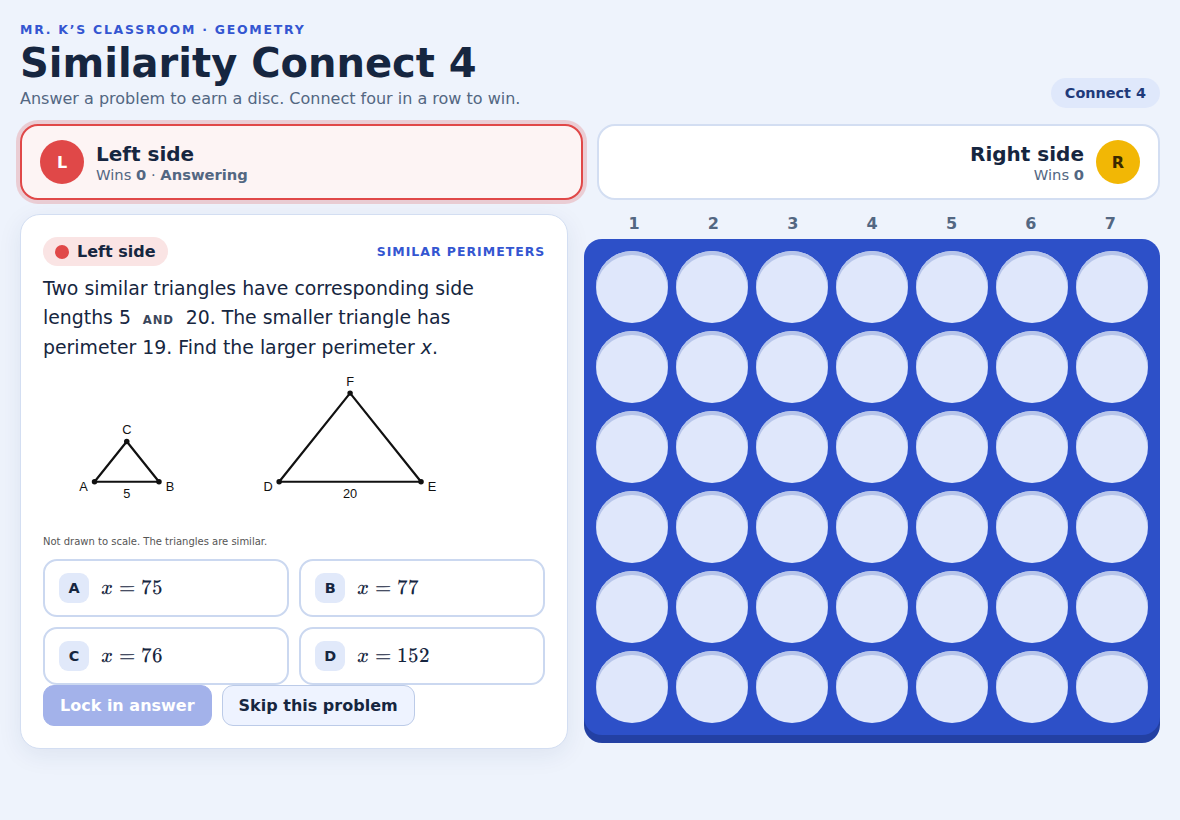 MR. K’S CLASSROOM · GEOMETRY
Similarity Connect 4
Answer a problem to earn a disc. Connect four in a row to win.
Connect 4
L
Left side
Wins 0 · Answering
Right side
Wins 0
R
Left side
SIMILAR PERIMETERS
Two similar triangles have corresponding side
lengths 5 AND 20. The smaller triangle has
perimeter 19. Find the larger perimeter x.
C
A
B
5
F
D
E
20
Not drawn to scale. The triangles are similar.
A x = 75
B x = 77
C x = 76
D x = 152
Lock in answer
Skip this problem
1 2 3 4 5 6 7